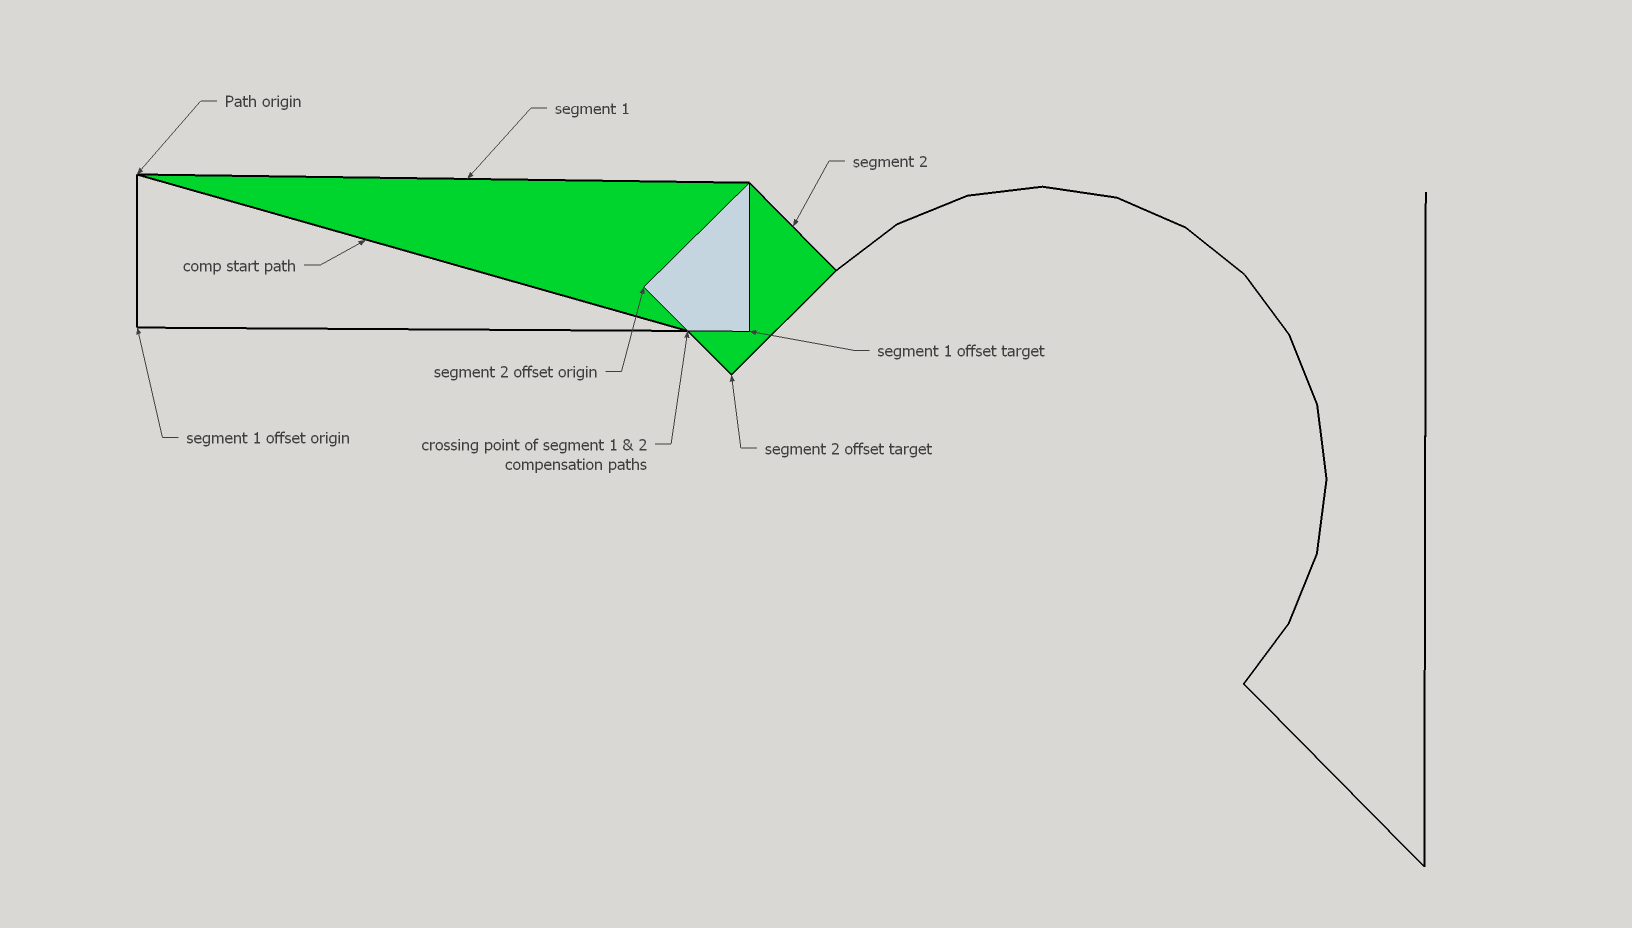 Path origin
segment 1
segment 2
comp start path
segment 1 offset target
segment 2 offset origin
segment 1 offset origin
crossing point of segment 1 & 2
compensation paths
segment 2 offset target